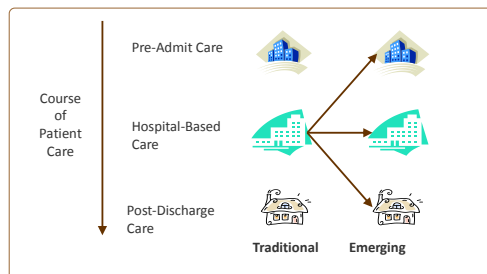 Pre-Admit Care
Course
of
Patient
Care
Hospital-Based
Care
Post-Discharge
Care
Traditional
Emerging